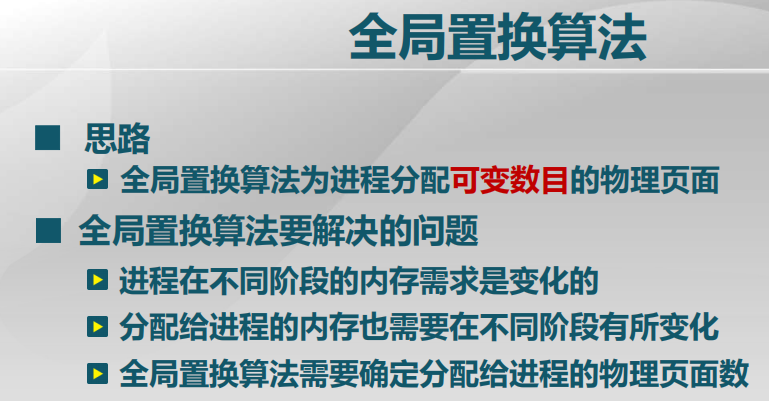 全局置换算法
思路
全局置换算法为进程分配可变数目的物理页面
全局置换算法要解决的问题
进程在不同阶段的内存需求是变化的
分配给进程的内存也需要在不同阶段有所变化
全局置换算法需要确定分配给进程的物理页面数